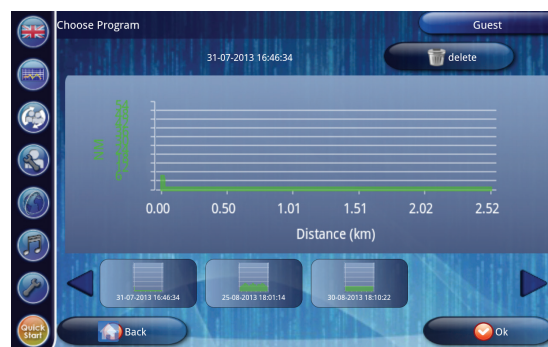 Choose Program
Guest
31-07-2013 16:46:34
delete
NM
0.00 0.50 1.01 1.51 2.02 2.52
Distance (km)
31-07-2013 16:46:34
25-08-2013 18:01:14
30-08-2013 18:10:22
Quick
Start
Back
Ok